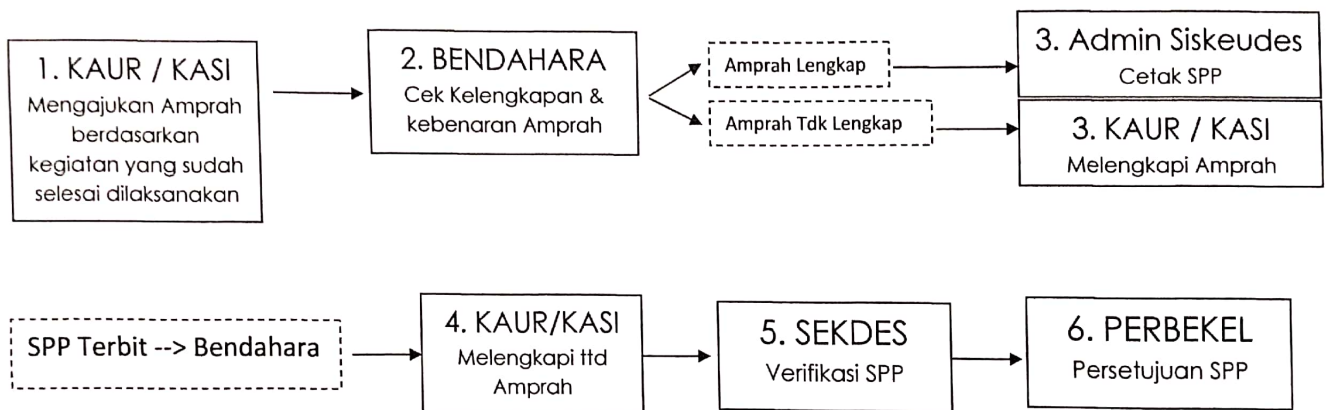 1. KAUR / KASI
Mengajukan Amprah
berdasarkan
kegiatan yang sudah
selesai dilaksanakan
2. BENDAHARA
Cek Kelengkapan &
kebenaran Amprah
Amprah Lengkap
Amprah Tdk Lengkap
3. Admin Siskeudes
Cetak SPP
3. KAUR / KASI
Melengkapi Amprah
SPP Terbit --> Bendahara
4. KAUR/KASI
Melengkapi ttd
Amprah
5. SEKDES
Verifikasi SPP
6. PERBEKEL
Persetujuan SPP